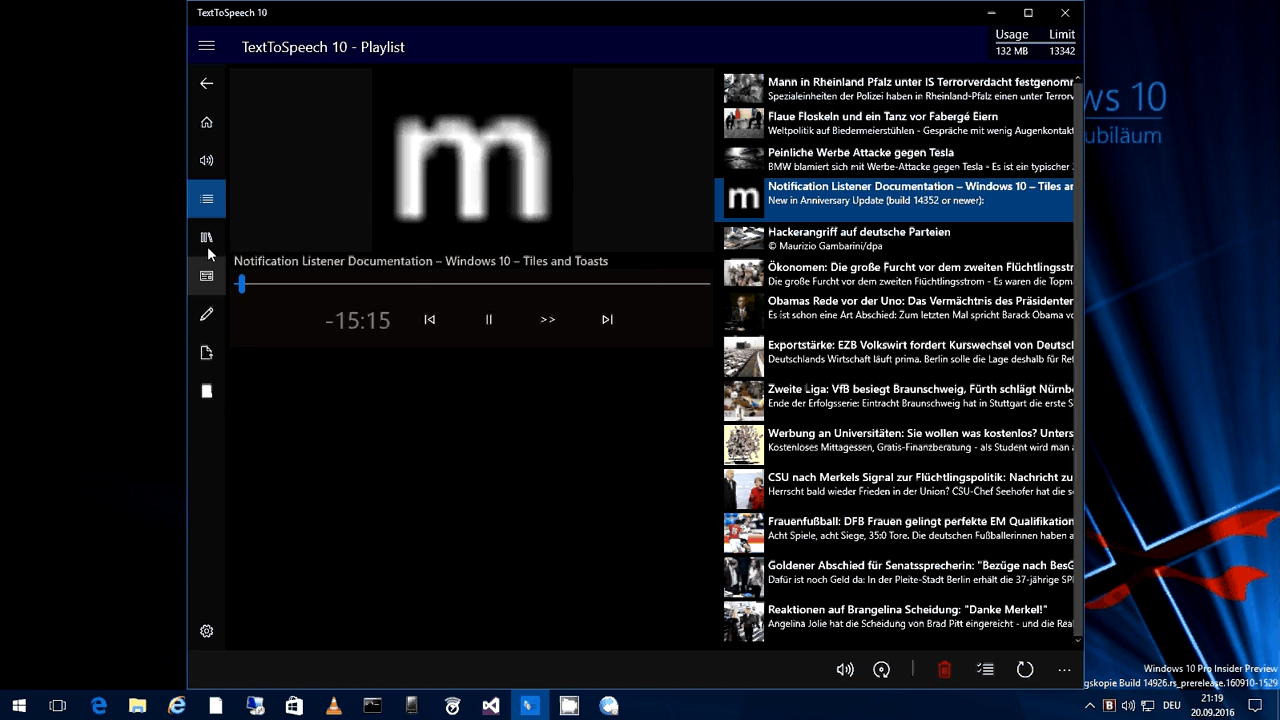 TextToSpeech 10
TextToSpeech 10 - Playlist
Usage Limit
132 MB 13342
m
Notification Listener Documentation – Windows 10 – Tiles and Toasts
-15:15
>>
Mann in Rheinland Pfalz unter IS Terrorverdacht festgenomm
Spezialeinheiten der Polizei haben in Rheinland-Pfalz einen unter Terrorv
Flaue Floskeln und ein Tanz vor Fabergé Eiern
Weltpolitik auf Biedermeierstühlen - Gespräche mit wenig Augenkontakt
Peinliche Werbe Attacke gegen Tesla
BMW blamiert sich mit Werbe-Attacke gegen Tesla - Es ist ein typischer
m
Notification Listener Documentation – Windows 10 – Tiles ar
New in Anniversary Update (build 14352 or newer):
Hackerangriff auf deutsche Parteien
© Maurizio Gambarini/dpa
Ökonomen: Die große Furcht vor dem zweiten Flüchtlingsstr
Die große Furcht vor dem zweiten Flüchtlingsstrom - Es waren die Topm
Obamas Rede vor der Uno: Das Vermächtnis des Präsidenten
Es ist schon eine Art Abschied: Zum letzten Mal spricht Barack Obama vo
Exportstärke: EZB Volkswirt fordert Kurswechsel von Deutsc
Deutschlands Wirtschaft läuft prima. Berlin solle die Lage deshalb für Ref
Zweite Liga: VfB besiegt Braunschweig, Fürth schlägt Nürnbe
Ende der Erfolgsserie: Eintracht Braunschweig hat in Stuttgart die erste S
Werbung an Universitäten: Sie wollen was kostenlos? Unters
Kostenloses Mittagessen, Gratis-Finanzberatung - als Student wird man a
CSU nach Merkels Signal zur Flüchtlingspolitik: Nachricht zu
Herrscht bald wieder Frieden in der Union? CSU-Chef Seehofer hat die se
Frauenfußball: DFB Frauen gelingt perfekte EM Qualifikation
Acht Spiele, acht Siege, 35:0 Tore. Die deutschen Fußballerinnen haben a
Goldener Abschied für Senatssprecherin: "Bezüge nach BesG
Dafür ist noch Geld da: In der Pleite-Stadt Berlin erhält die 37-jährige SP
Reaktionen auf Brangelina Scheidung: "Danke Merkel!"
Angelina Jolie hat die Scheidung von Brad Pitt eingereicht - und die Real
ws 10
ubiläum
Windows 10 Pro Insider Preview
gskopie Build 14926.rs_prerelease.160910-1529
DEU
21:19
20.09.2016